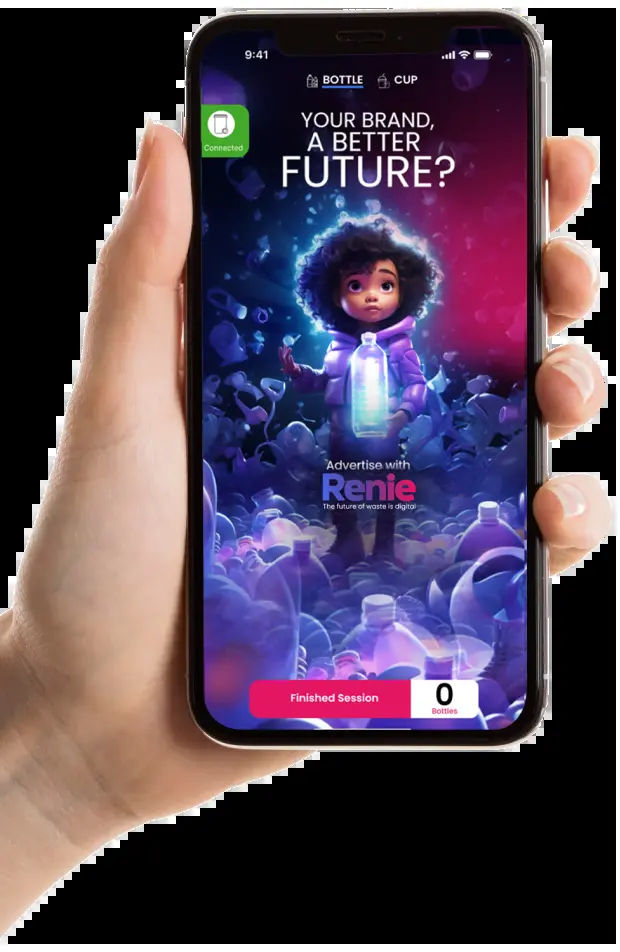 9:41
BOTTLE CUP
Connected
YOUR BRAND,
A BETTER
FUTURE?
Advertise with
Renie
The future of waste is digital
Finished Session
0
Bottles